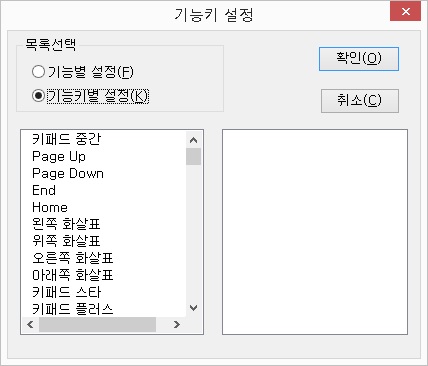 기능키 설정
목록선택
기능별 설정(F)
기능키별 설정(K)
확인(O)
취소(C)
키패드 중간
Page Up
Page Down
End
Home
왼쪽 화살표
위쪽 화살표
오른쪽 화살표
아래쪽 화살표
키패드 스타
키패드 플러스